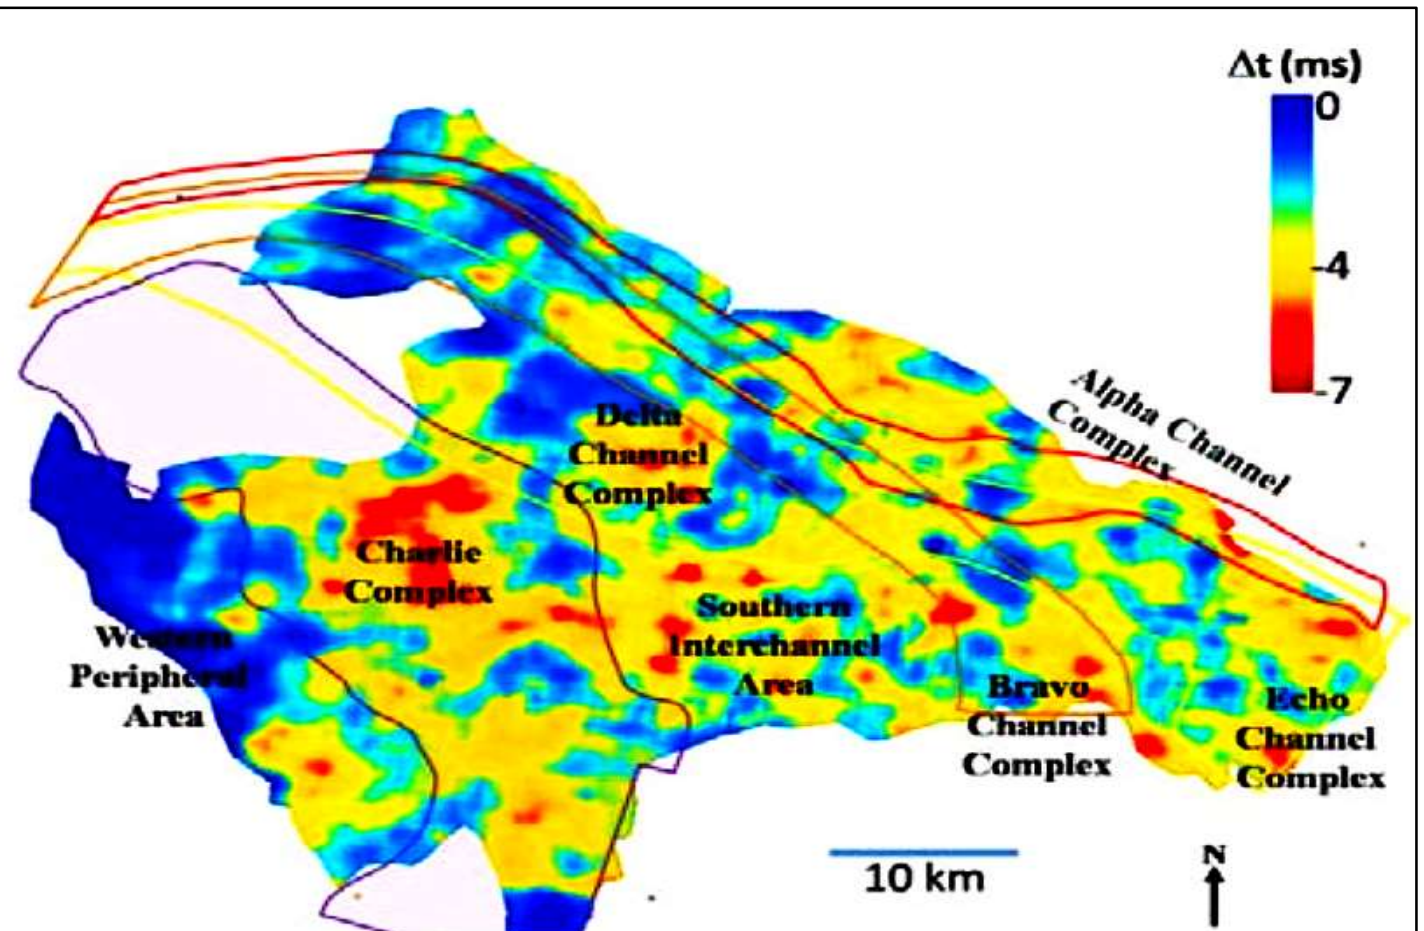 Δt (ms)
0
-4
-7
Alpha Channel
Complex
Delta
Channel
Complex
Charlie
Complex
Southern
Interchannel
Area
Western
Peripheral
Area
Bravo
Channel
Complex
Echo
Channel
Complex
10 km
N